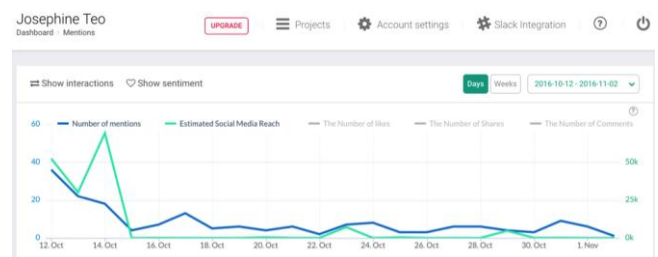 Josephine Teo
Dashboard Mentions
UPGRADE
Projects
Account settings
Slack Integration
?
Show interactions Show sentiment
Days Weeks 2016-10-12 - 2016-11-02
?
60 Number of mentions Estimated Social Media Reach The Number of likes The Number of Shares The Number of Comments
40 50k
20 25k
0 0k
12. Oct 14. Oct 16. Oct 18. Oct 20. Oct 22. Oct 24. Oct 26. Oct 28. Oct 30. Oct 1. Nov